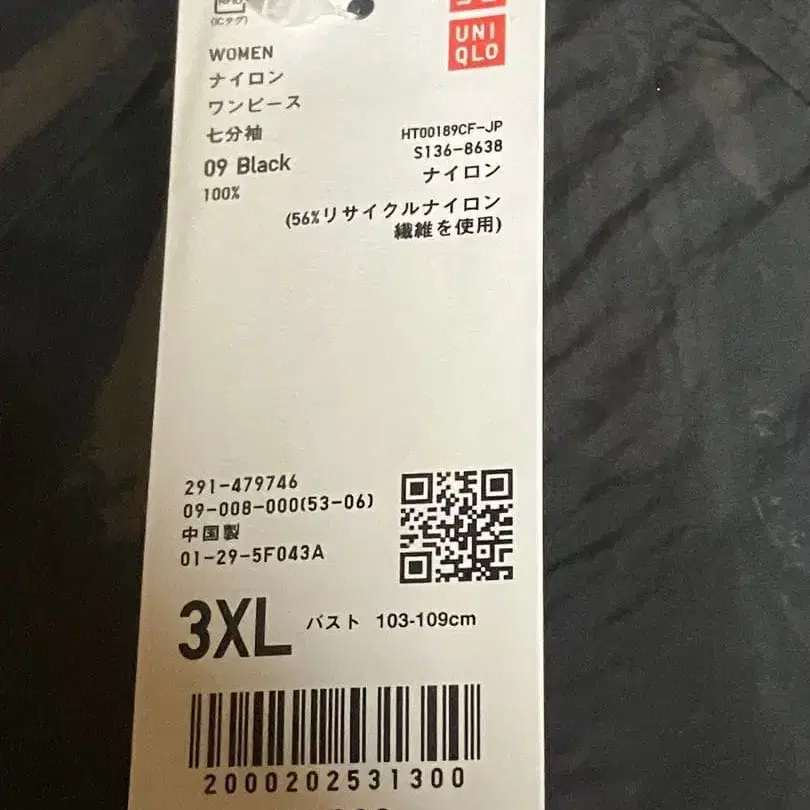 (ICタグ)
UNI
QLO
WOMEN
ナイロン
ワンピース
七分袖
09 Black
100%
HT00189CF-JP
S136-8638
ナイロン
(56%リサイクルナイロン
繊維を使用)
291-479746
09-008-000(53-06)
中国製
01-29-5F043A
3XL バスト 103-109cm
2000202531300